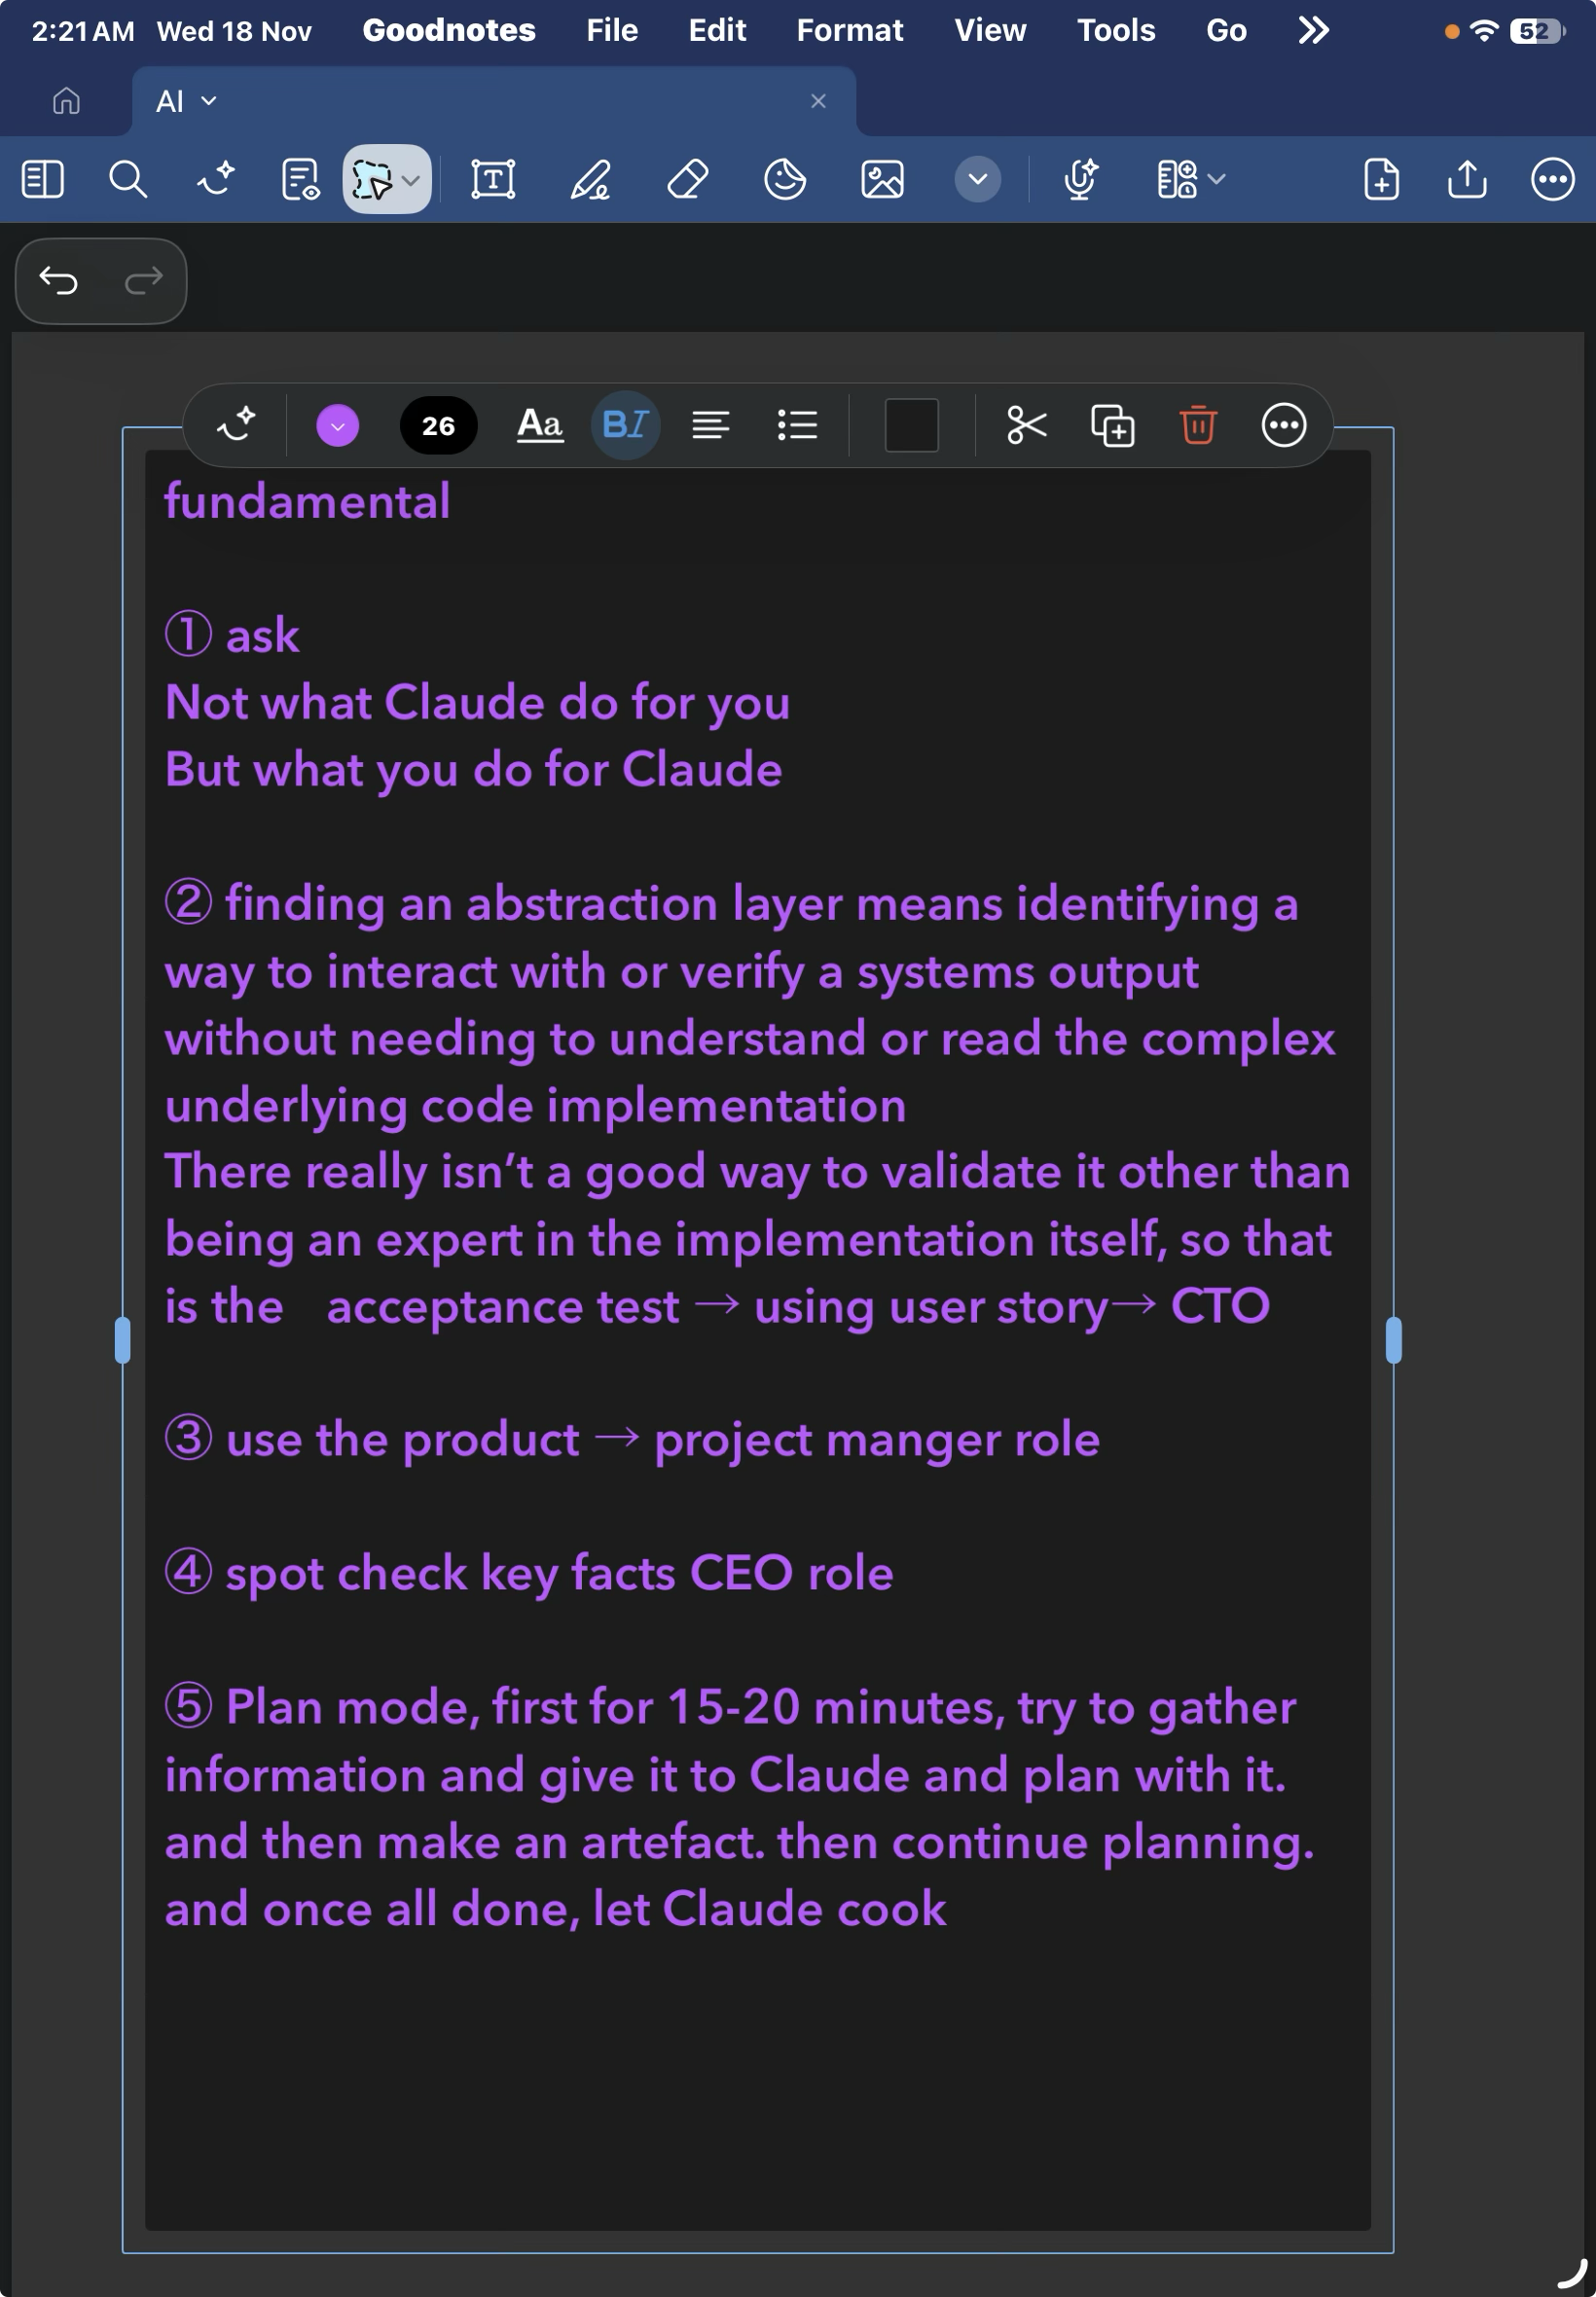 2:21 AM Wed 18 Nov Goodnotes File Edit Format View Tools Go 52
AI
T
26 Aa BI
fundamental
① ask
Not what Claude do for you
But what you do for Claude
② finding an abstraction layer means identifying a
way to interact with or verify a systems output
without needing to understand or read the complex
underlying code implementation
There really isn’t a good way to validate it other than
being an expert in the implementation itself, so that
is the acceptance test → using user story→ CTO
③ use the product → project manger role
④ spot check key facts CEO role
⑤ Plan mode, first for 15-20 minutes, try to gather
information and give it to Claude and plan with it.
and then make an artefact. then continue planning.
and once all done, let Claude cook